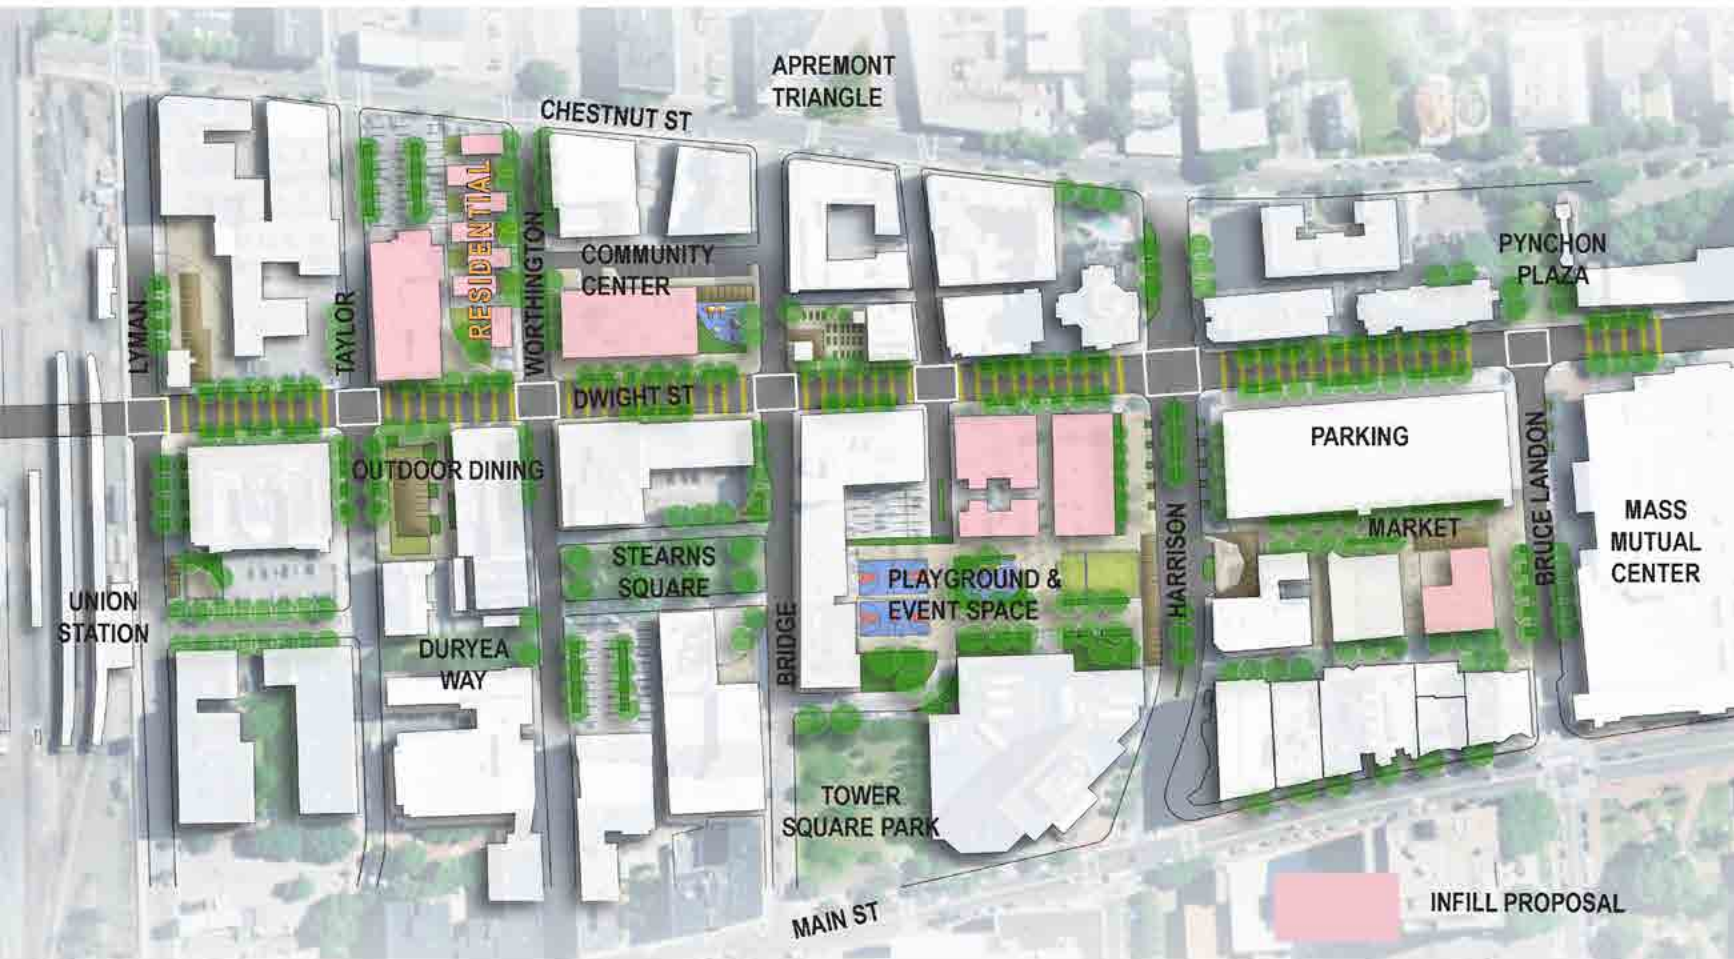 APREMONT
TRIANGLE
CHESTNUT ST
RESIDENTIAL
WORTHINGTON
COMMUNITY
CENTER
PYNCHON
PLAZA
LYMAN
TAYLOR
DWIGHT ST
OUTDOOR DINING
PARKING
BRUCE LANDON
MARKET
MASS
MUTUAL
CENTER
STEARNS
SQUARE
PLAYGROUND &
EVENT SPACE
HARRISON
UNION
STATION
BRIDGE
DURYEA
WAY
TOWER
SQUARE PARK
MAIN ST
INFILL PROPOSAL